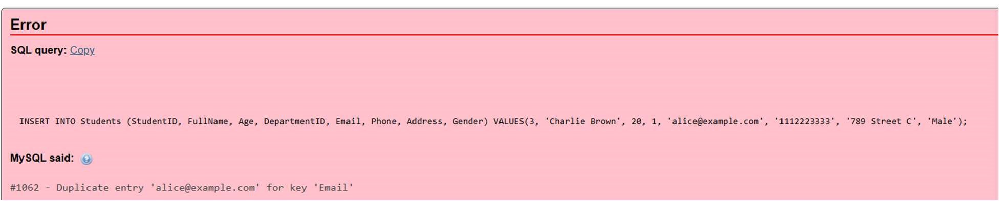 Error
SQL query: Copy
INSERT INTO Students (StudentID, FullName, Age, DepartmentID, Email, Phone, Address, Gender) VALUES(3, 'Charlie Brown', 20, 1, 'alice@example.com', '1112223333', '789 Street C', 'Male');
MySQL said: ?
#1062 - Duplicate entry 'alice@example.com' for key 'Email'